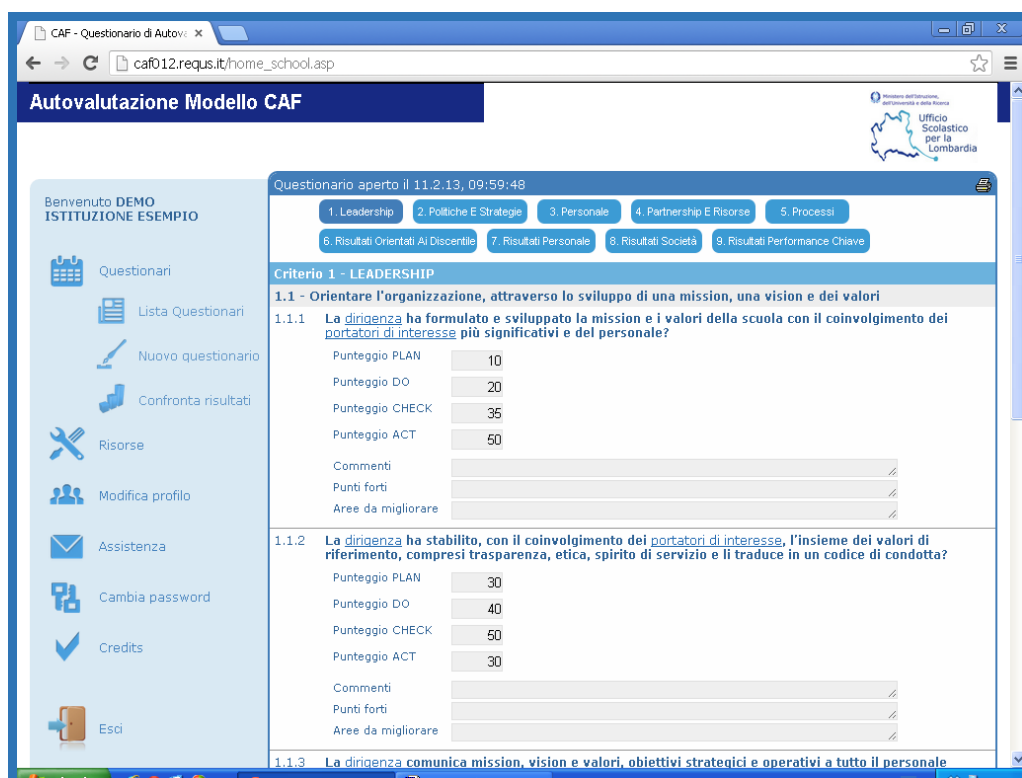 CAF - Questionario di Autova
caf012.requs.it/home_school.asp
Autovalutazione Modello CAF
Ministero dell'Istruzione,
dell'Università e della Ricerca
Ufficio
Scolastico
per la
Lombardia
Benvenuto DEMO
ISTITUZIONE ESEMPIO
Questionari
Lista Questionari
Nuovo questionario
Confronta risultati
Risorse
Modifica profilo
Assistenza
Cambia password
Credits
Esci
Questionario aperto il 11.2.13, 09:59:48
1. Leadership
2. Politiche E Strategie
3. Personale
4. Partnership E Risorse
5. Processi
6. Risultati Orientati Ai Discentile
7. Risultati Personale
8. Risultati Società
9. Risultati Performance Chiave
Criterio 1 - LEADERSHIP
1.1 - Orientare l'organizzazione, attraverso lo sviluppo di una mission, una vision e dei valori
1.1.1 La dirigenza ha formulato e sviluppato la mission e i valori della scuola con il coinvolgimento dei
portatori di interesse più significativi e del personale?
Punteggio PLAN 10
Punteggio DO 20
Punteggio CHECK 35
Punteggio ACT 50
Commenti
Punti forti
Aree da migliorare
1.1.2 La dirigenza ha stabilito, con il coinvolgimento dei portatori di interesse, l'insieme dei valori di
riferimento, compresi trasparenza, etica, spirito di servizio e li traduce in un codice di condotta?
Punteggio PLAN 30
Punteggio DO 40
Punteggio CHECK 50
Punteggio ACT 30
Commenti
Punti forti
Aree da migliorare
1.1.3 La dirigenza comunica mission, vision e valori, obiettivi strategici e operativi a tutto il personale